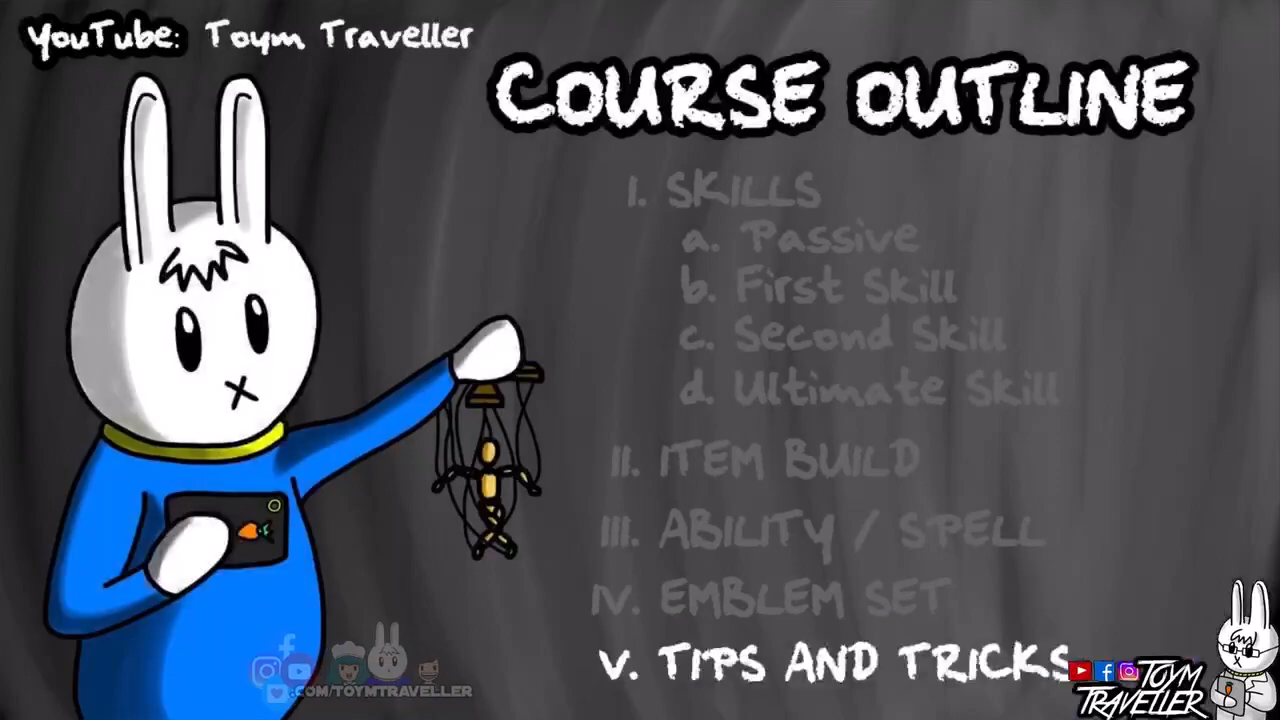 YouTube: Toym Traveller
COURSE OUTLINE
I. SKILLS
a. Passive
b. First Skill
c. Second Skill
d. Ultimate Skill
II. ITEM BUILD
III. ABILITY / SPELL
IV. EMBLEM SET
V. TIPS AND TRICKS
.COM/TOYMTRAVELLER
TOYM
TRAVELLER